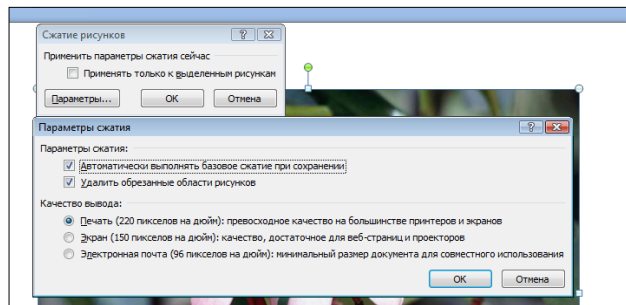 Сжатие рисунков
Применить параметры сжатия сейчас
Применять только к выделенным рисункам
Параметры...
ОК
Отмена
Параметры сжатия
Параметры сжатия:
Автоматически выполнять базовое сжатие при сохранении
Удалить обрезанные области рисунков
Качество вывода:
Печать (220 пикселов на дюйм): превосходное качество на большинстве принтеров и экранов
Экран (150 пикселов на дюйм): качество, достаточное для веб-страниц и проекторов
Электронная почта (96 пикселов на дюйм): минимальный размер документа для совместного использования
ОК
Отмена